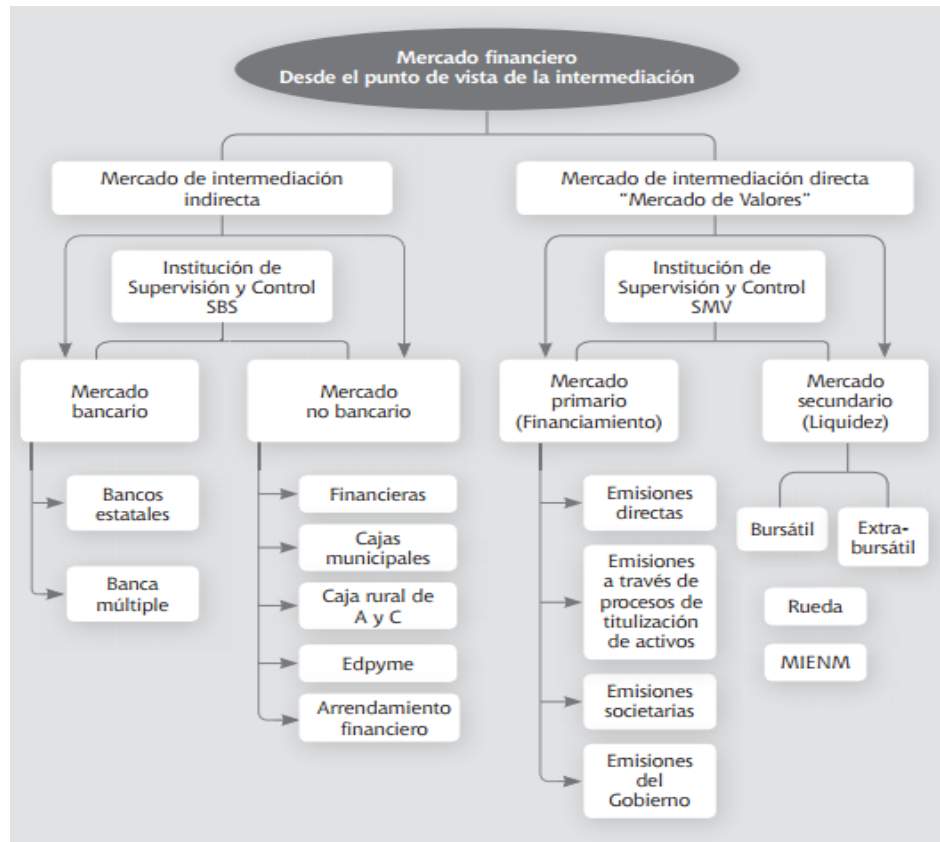 Mercado financiero
Desde el punto de vista de la intermediación
Mercado de intermediación
indirecta
Institución de
Supervisión y Control
SBS
Mercado
bancario
Bancos
estatales
Banca
múltiple
Mercado
no bancario
Financieras
Cajas
municipales
Caja rural de
A y C
Edpyme
Arrendamiento
financiero
Mercado de intermediación directa
"Mercado de Valores"
Institución de
Supervisión y Control
SMV
Mercado
primario
(Financiamiento)
Emisiones
directas
Emisiones
a través de
procesos de
titulización
de activos
Emisiones
societarias
Emisiones
del
Gobierno
Mercado
secundario
(Liquidez)
Bursátil
Extra-
bursátil
Rueda
MIENM